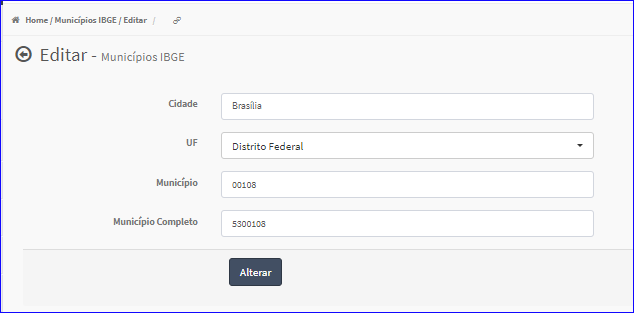 Home / Municípios IBGE / Editar /
Editar - Municípios IBGE
Cidade Brasília
UF Distrito Federal
Município 00108
Município Completo 5300108
Alterar